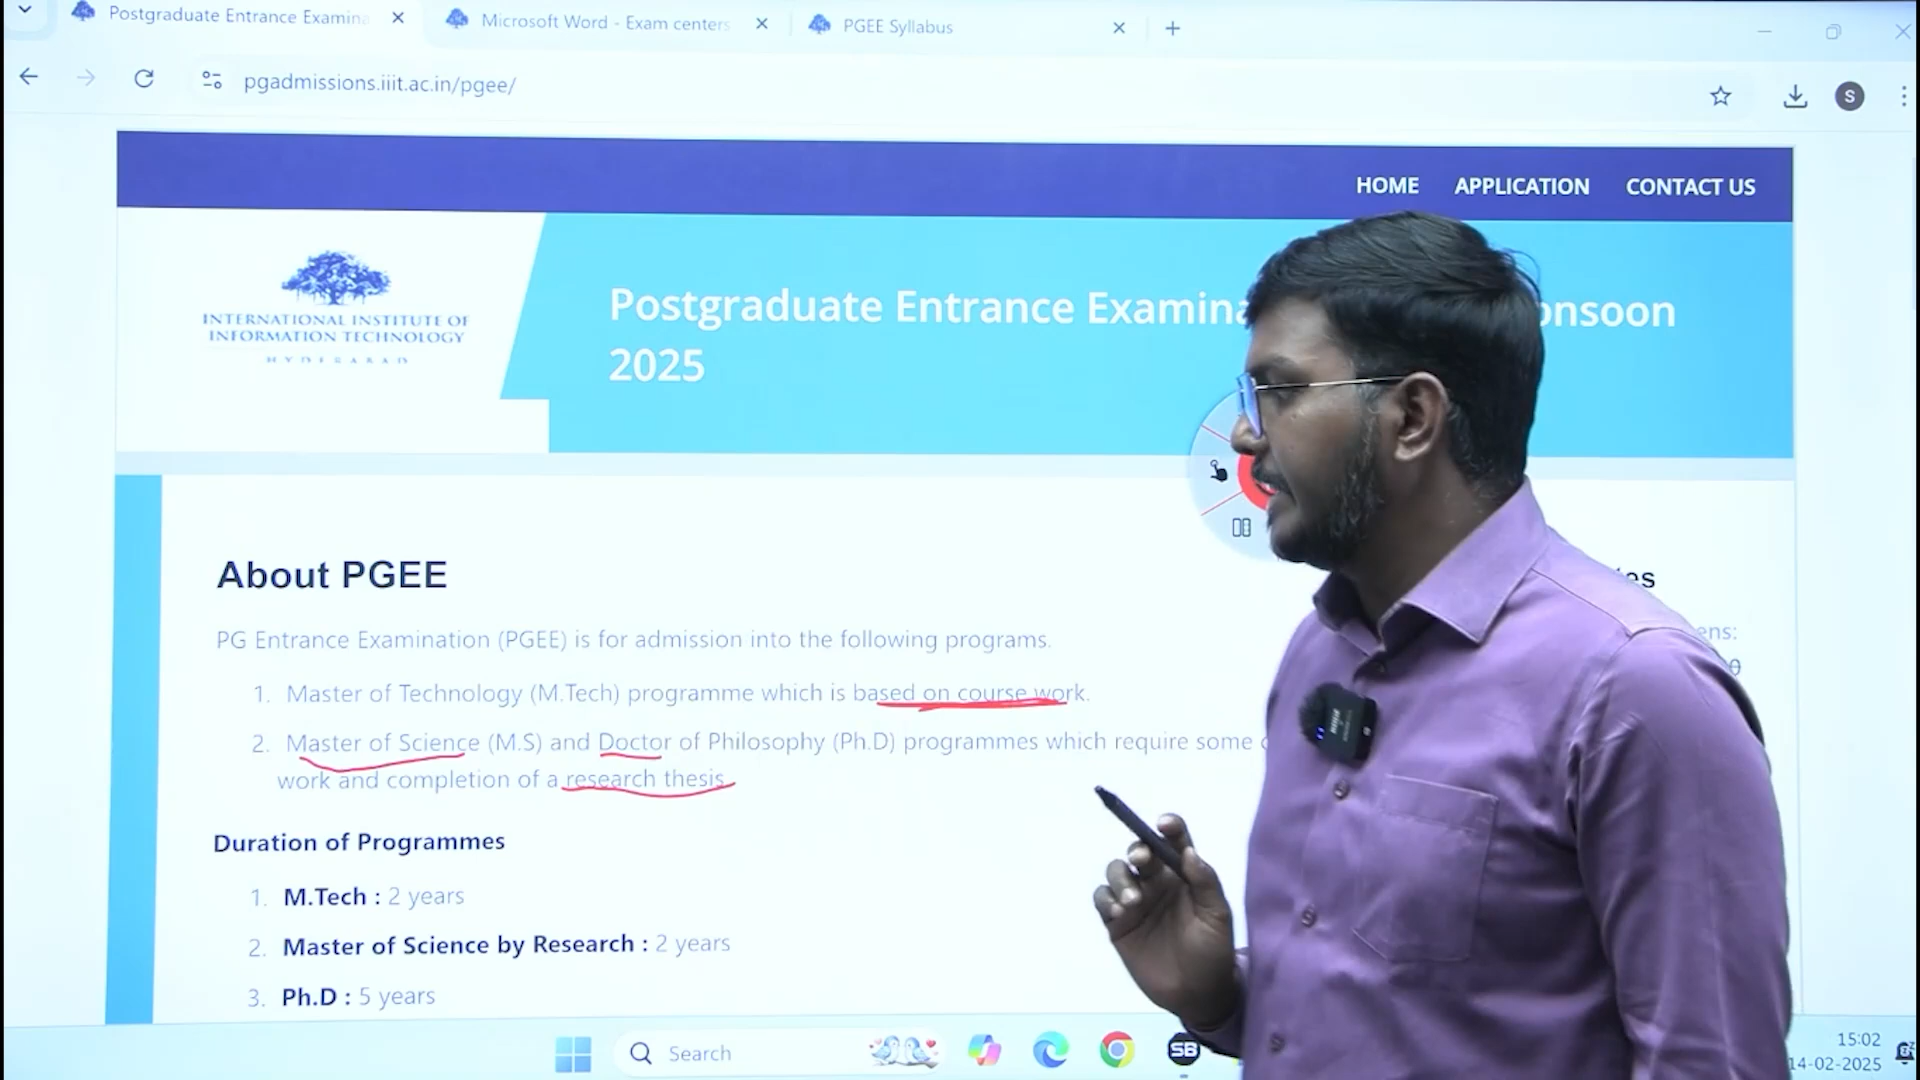 Postgraduate Entrance Examina
Microsoft Word - Exam centers
PGEE Syllabus
pgadmissions.iiit.ac.in/pgee/
S
HOME APPLICATION CONTACT US
INTERNATIONAL INSTITUTE OF
INFORMATION TECHNOLOGY
HYDERABAD
Postgraduate Entrance Examina onsoon
2025
About PGEE
PG Entrance Examination (PGEE) is for admission into the following programs.
1. Master of Technology (M.Tech) programme which is based on course work.
2. Master of Science (M.S) and Doctor of Philosophy (Ph.D) programmes which require some
work and completion of a research thesis.
Duration of Programmes
1. M.Tech : 2 years
2. Master of Science by Research : 2 years
3. Ph.D : 5 years
es
ens:
Search
SB
15:02
14-02-2025